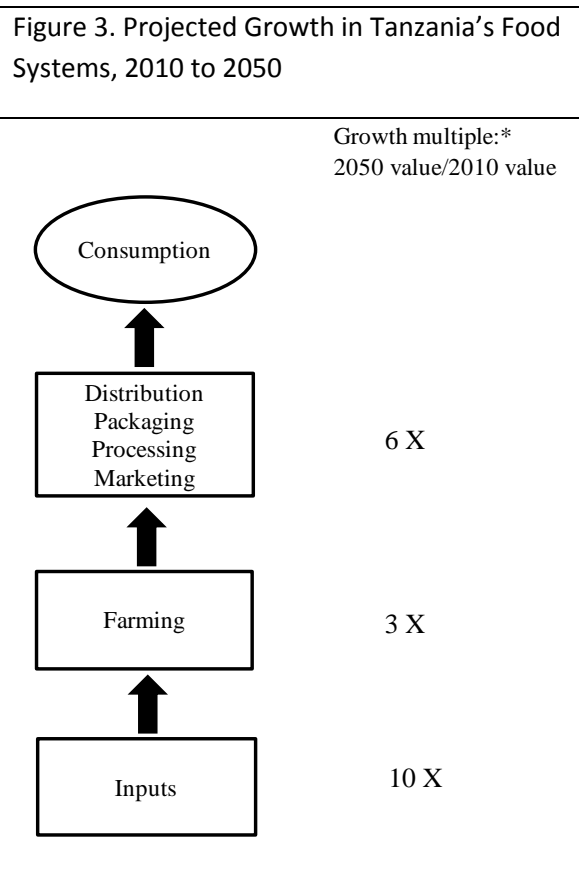 Figure 3. Projected Growth in Tanzania’s Food
Systems, 2010 to 2050
Growth multiple:*
2050 value/2010 value
Consumption
Distribution
Packaging
Processing
Marketing
6 X
Farming
3 X
Inputs
10 X